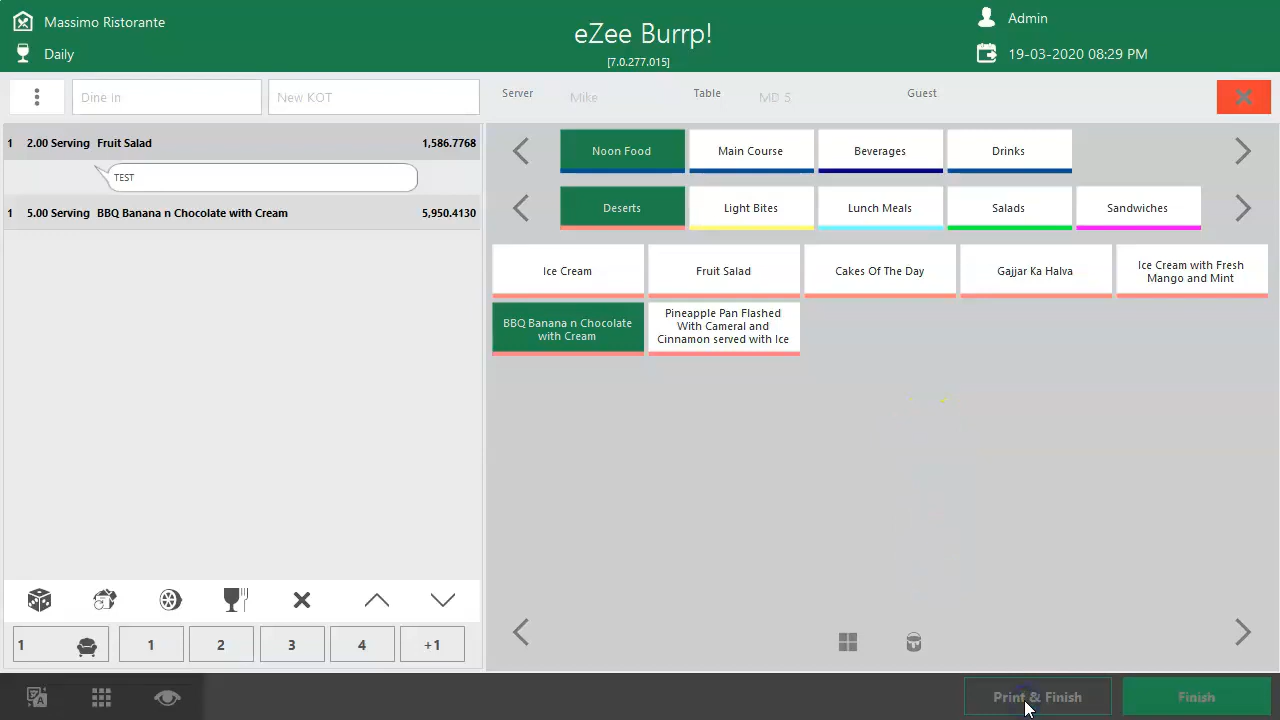 Massimo Ristorante
Daily
eZee Burrp!
[7.0.277.015]
Admin
19-03-2020 08:29 PM
Dine In
New KOT
Server
Mike
Table
MD 5
Guest
1 2.00 Serving Fruit Salad 1,586.7768
TEST
1 5.00 Serving BBQ Banana n Chocolate with Cream 5,950.4130
Noon Food
Main Course
Beverages
Drinks
Deserts
Light Bites
Lunch Meals
Salads
Sandwiches
Ice Cream
Fruit Salad
Cakes Of The Day
Gajjar Ka Halva
Ice Cream with Fresh
Mango and Mint
BBQ Banana n Chocolate
with Cream
Pineapple Pan Flashed
With Cameral and
Cinnamon served with Ice
1
1
2
3
4
+1
Print & Finish
Finish